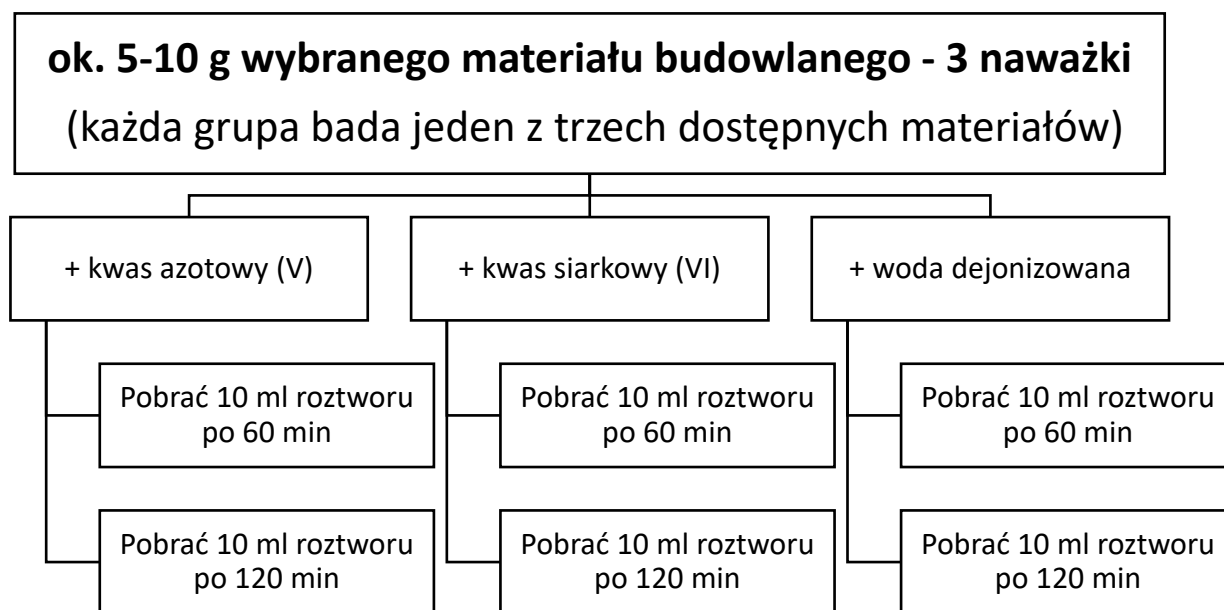 ok. 5-10 g wybranego materiału budowlanego - 3 naważki
(każda grupa bada jeden z trzech dostępnych materiałów)
+ kwas azotowy (V)
Pobrać 10 ml roztworu
po 60 min
Pobrać 10 ml roztworu
po 120 min
+ kwas siarkowy (VI)
Pobrać 10 ml roztworu
po 60 min
Pobrać 10 ml roztworu
po 120 min
+ woda dejonizowana
Pobrać 10 ml roztworu
po 60 min
Pobrać 10 ml roztworu
po 120 min